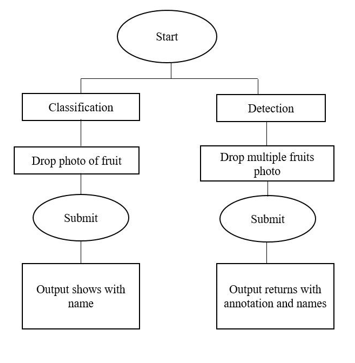 Start
Classification
Detection
Drop photo of fruit
Drop multiple fruits
photo
Submit
Submit
Output shows with
name
Output returns with
annotation and names